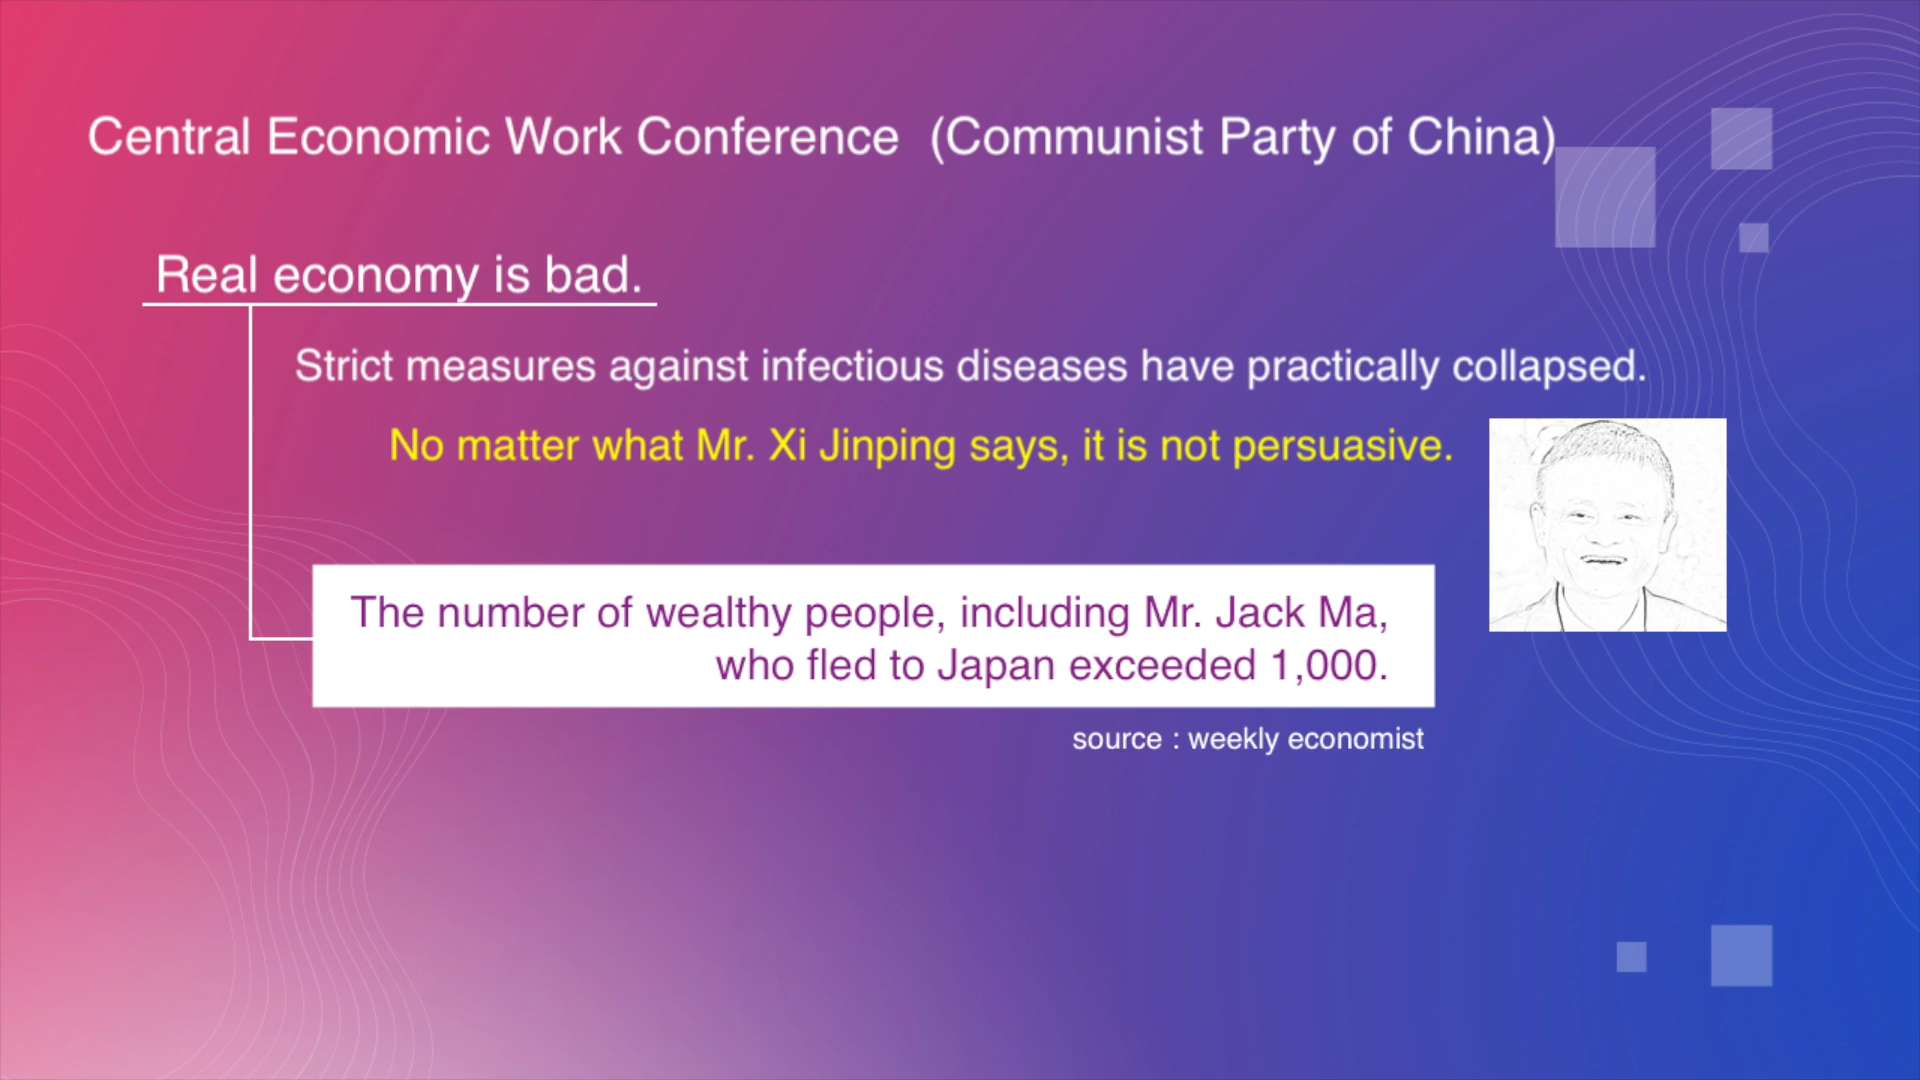 Central Economic Work Conference (Communist Party of China)
Real economy is bad.
Strict measures against infectious diseases have practically collapsed.
No matter what Mr. Xi Jinping says, it is not persuasive.
The number of wealthy people, including Mr. Jack Ma,
who fled to Japan exceeded 1,000.
source : weekly economist